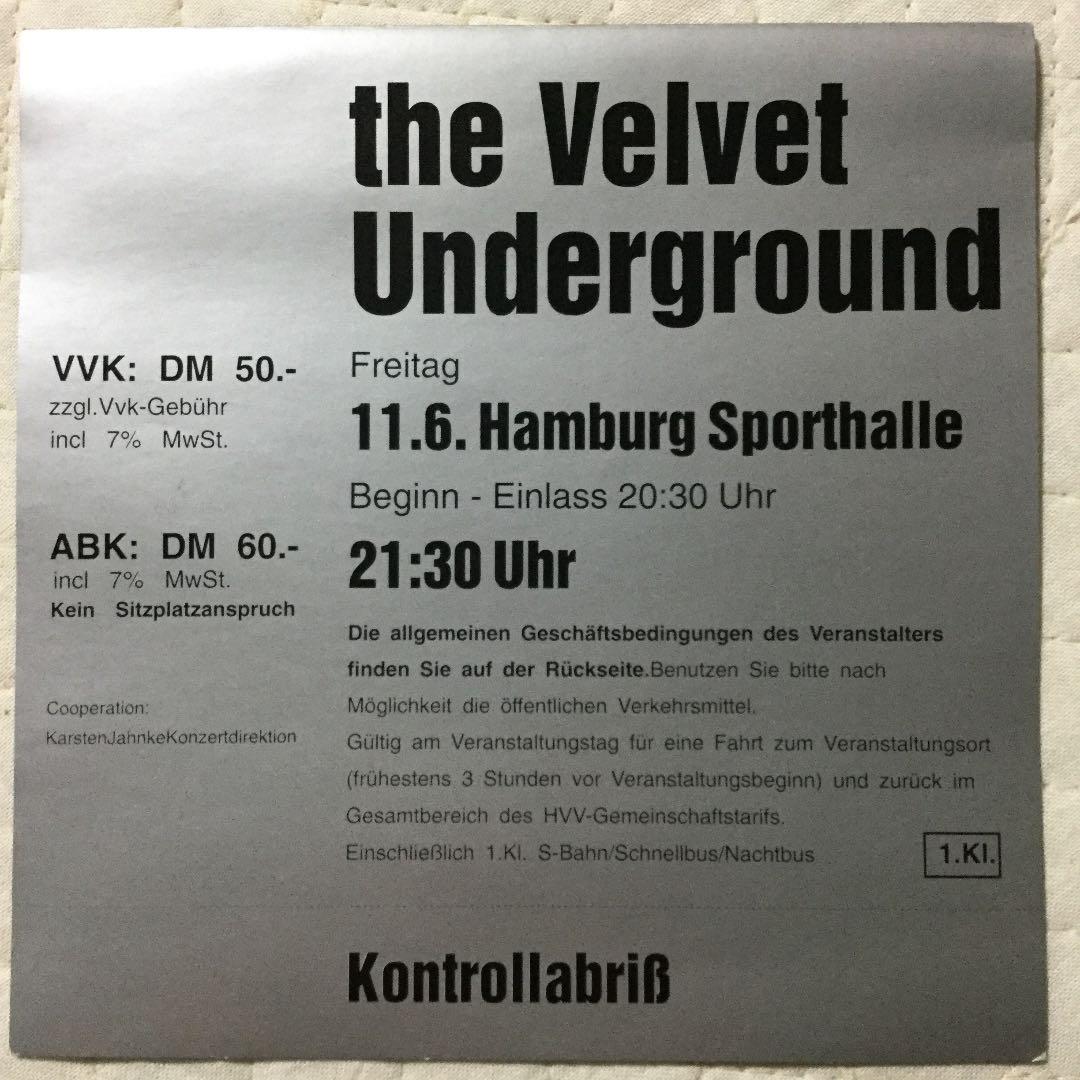 the Velvet
Underground
VVK: DM 50.-
zzgl.Vvk-Gebühr
incl 7% MwSt.
ABK: DM 60.-
incl 7% MwSt.
Kein Sitzplatzanspruch
Cooperation:
KarstenJahnkeKonzertdirektion
Freitag
11.6. Hamburg Sporthalle
Beginn - Einlass 20:30 Uhr
21:30 Uhr
Die allgemeinen Geschäftsbedingungen des Veranstalters
finden Sie auf der Rückseite.Benutzen Sie bitte nach
Möglichkeit die öffentlichen Verkehrsmittel.
Gültig am Veranstaltungstag für eine Fahrt zum Veranstaltungsort
(frühestens 3 Stunden vor Veranstaltungsbeginn) und zurück im
Gesamtbereich des HVV-Gemeinschaftstarifs.
Einschließlich 1.Kl. S-Bahn/Schnellbus/Nachtbus
1.Kl.
Kontrollabriß